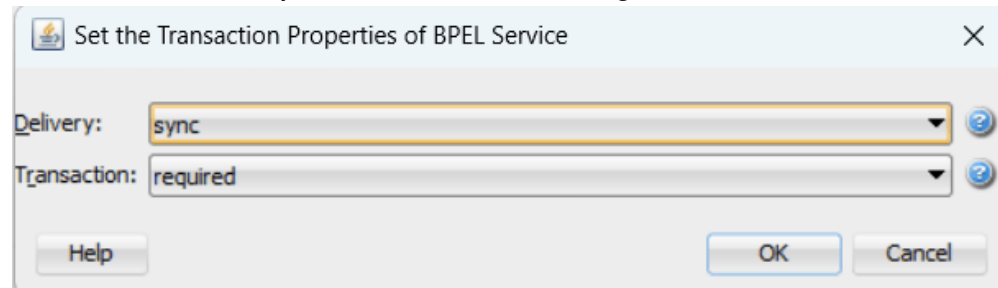 Set the Transaction Properties of BPEL Service
Delivery: sync
Transaction: required
Help OK Cancel